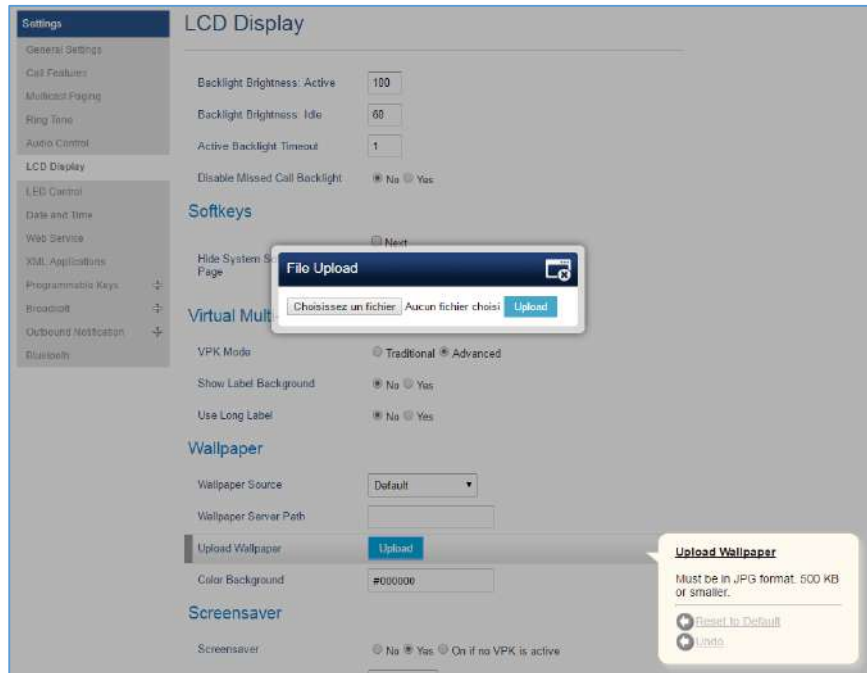 Settings
General Settings
Call Features
Multicast Paging
Ring Tone
Audio Control
LCD Display
LED Control
Date and Time
Web Service
XML Applications
Programmable Keys
Broadsoft
Outbound Notification
Bluetooth
LCD Display
Backlight Brightness: Active 100
Backlight Brightness: Idle 60
Active Backlight Timeout 1
Disable Missed Call Backlight No Yes
Softkeys
Next
Hide System
Page
File Upload
Choisissez un fichier Aucun fichier choisi Upload
Virtual
VPK Mode Traditional Advanced
Show Label Background No Yes
Use Long Label No Yes
Wallpaper
Wallpaper Source Default
Wallpaper Server Path
Upload Wallpaper Upload
Color Background #000000
Screensaver
Screensaver No Yes On if no VPK is active
Upload Wallpaper
Must be in JPG format. 500 KB
or smaller.
Reset to Default
Undo